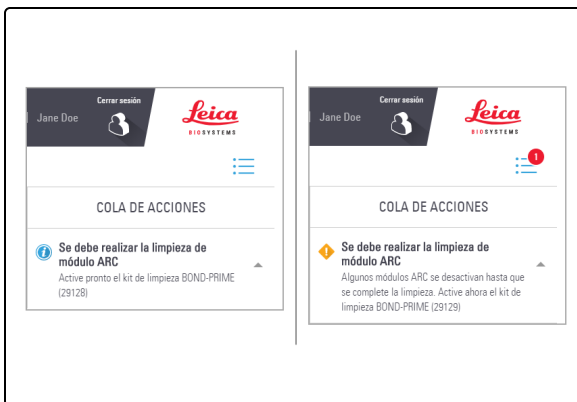 Cerrar sesión
Jane Doe
Leica
BIOSYSTEMS
COLA DE ACCIONES
Se debe realizar la limpieza de
módulo ARC
Active pronto el kit de limpieza BOND-PRIME
(29128)
Cerrar sesión
Jane Doe
Leica
BIOSYSTEMS
1
COLA DE ACCIONES
Se debe realizar la limpieza de
módulo ARC
Algunos módulos ARC se desactivan hasta que
se complete la limpieza. Active ahora el kit de
limpieza BOND-PRIME (29129)